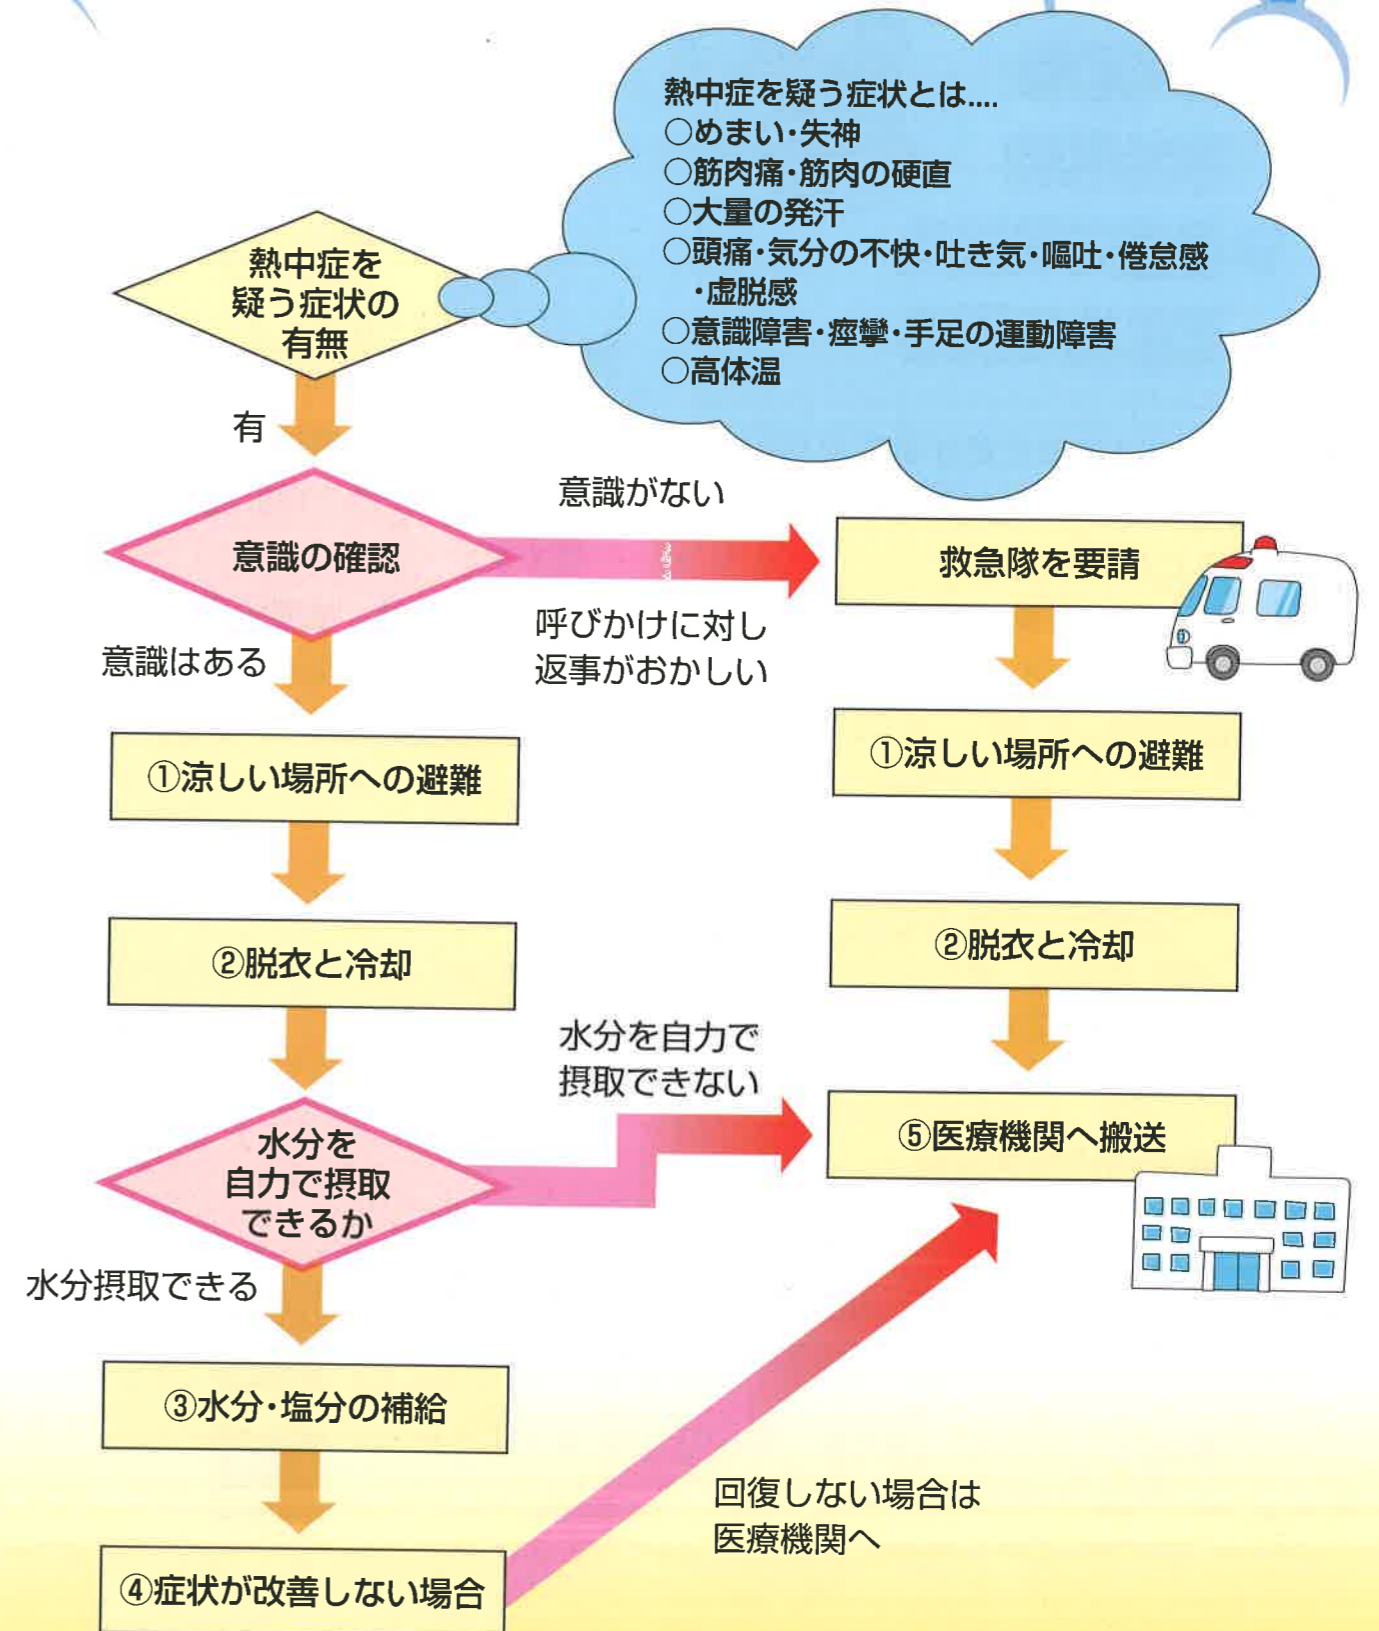 熱中症を疑う症状とは....
○めまい・失神
○筋肉痛・筋肉の硬直
○大量の発汗
○頭痛・気分の不快・吐き気・嘔吐・倦怠感
・虚脱感
○意識障害・痙攣・手足の運動障害
○高体温
熱中症を
疑う症状の
有無
有
意識の確認
意識がない
呼びかけに対し
返事がおかしい
救急隊を要請
意識はある
①涼しい場所への避難
①涼しい場所への避難
②脱衣と冷却
②脱衣と冷却
水分を自力で
摂取できない
水分を
自力で摂取
できるか
⑤医療機関へ搬送
水分摂取できる
③水分・塩分の補給
回復しない場合は
医療機関へ
④症状が改善しない場合